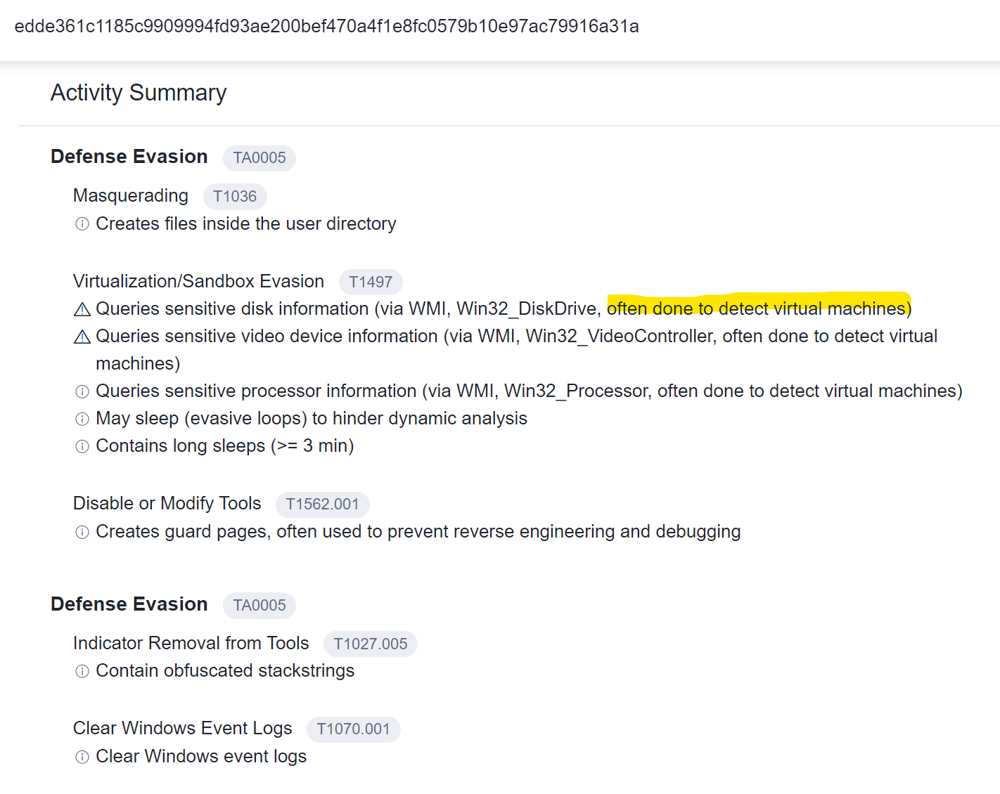 edde361c1185c9909994fd93ae200bef470a4f1e8fc0579b10e97ac79916a31a
Activity Summary
Defense Evasion TA0005
Masquerading T1036
Creates files inside the user directory
Virtualization/Sandbox Evasion T1497
Queries sensitive disk information (via WMI, Win32_DiskDrive, often done to detect virtual machines)
Queries sensitive video device information (via WMI, Win32_VideoController, often done to detect virtual
machines)
Queries sensitive processor information (via WMI, Win32_Processor, often done to detect virtual machines)
May sleep (evasive loops) to hinder dynamic analysis
Contains long sleeps (>= 3 min)
Disable or Modify Tools T1562.001
Creates guard pages, often used to prevent reverse engineering and debugging
Defense Evasion TA0005
Indicator Removal from Tools T1027.005
Contain obfuscated stackstrings
Clear Windows Event Logs T1070.001
Clear Windows event logs